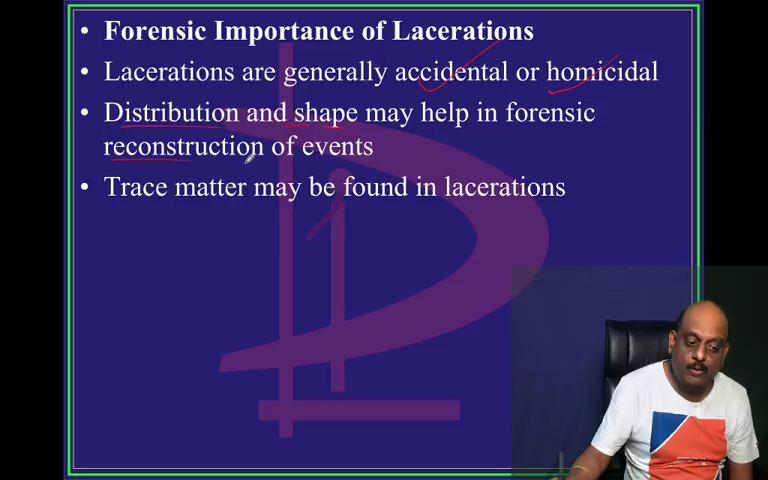 • Forensic Importance of Lacerations
• Lacerations are generally accidental or homicidal
• Distribution and shape may help in forensic
reconstruction of events
• Trace matter may be found in lacerations